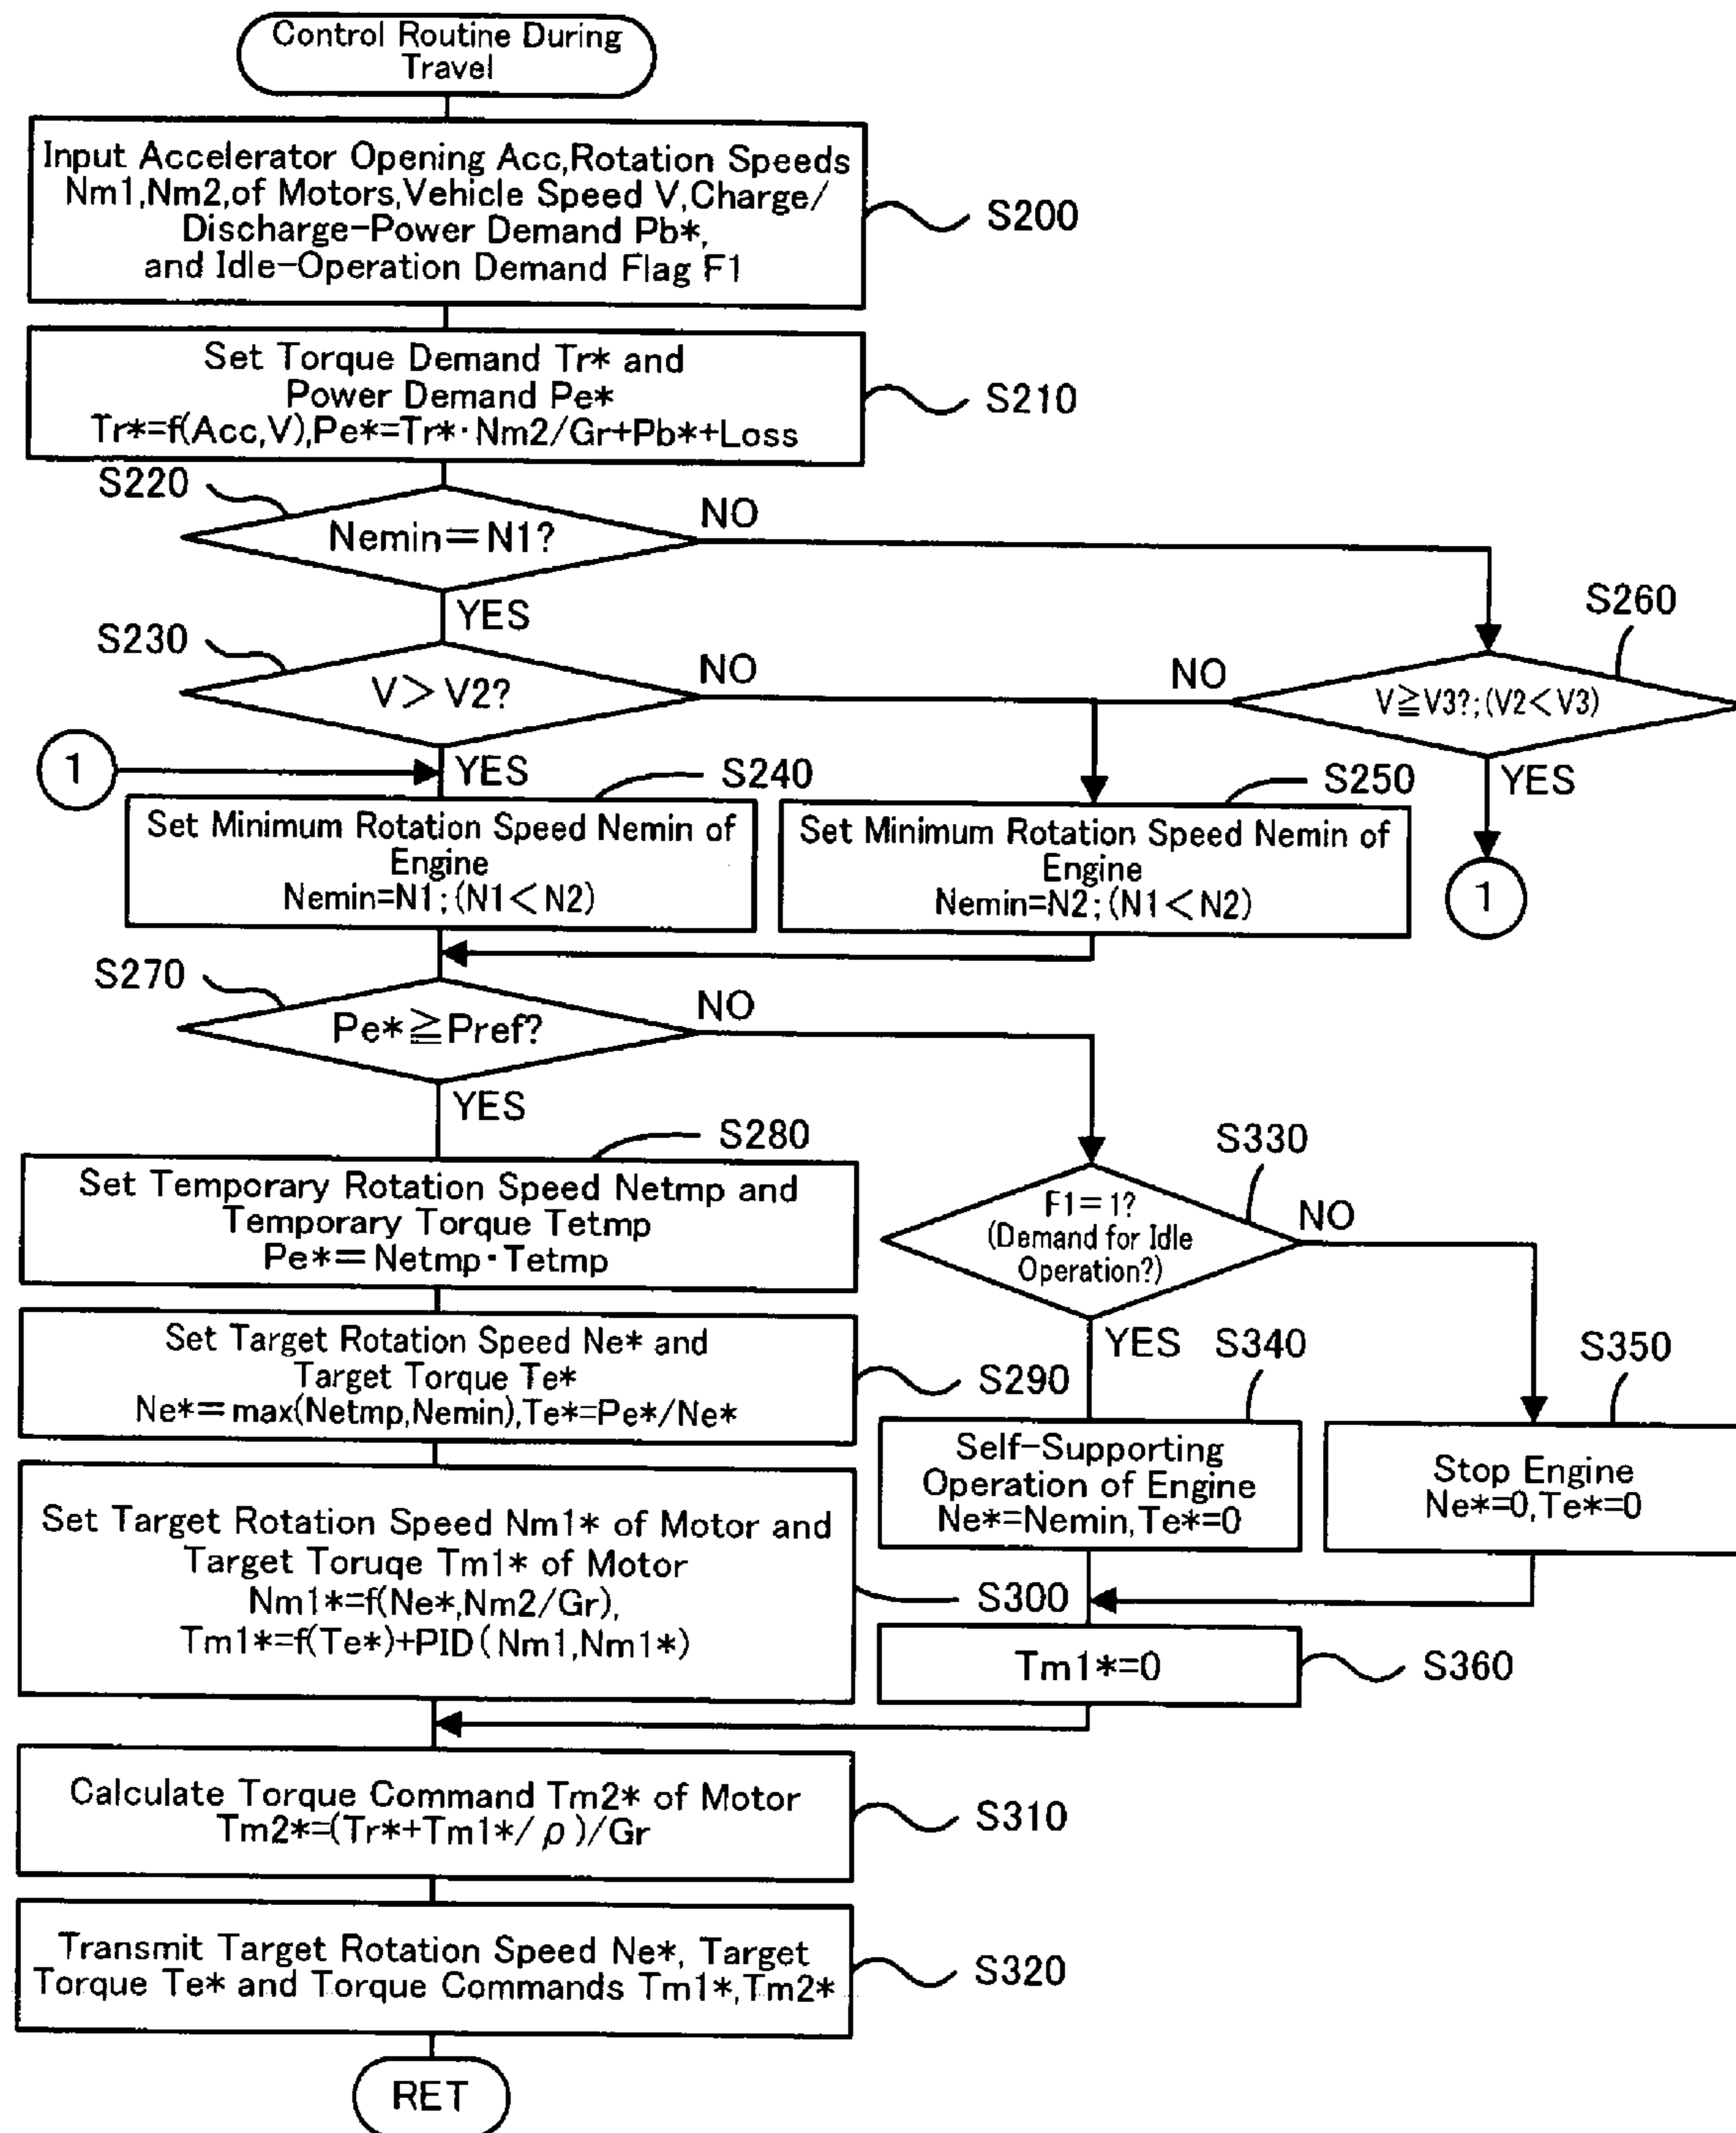 Control Routine During
Travel
Input Accelerator Opening Acc,Rotation Speeds
Nm1,Nm2,of Motors,Vehicle Speed V,Charge/
Discharge-Power Demand Pb*,
and Idle-Operation Demand Flag F1
S200
Set Torque Demand Tr* and
Power Demand Pe*
Tr*=f(Acc,V),Pe*=Tr*·Nm2/Gr+Pb*+Loss
S210
S220
Nemin=N1?
NO
YES
S230
V>V2?
NO
YES
S260
V≧V3?;(V2<V3)
NO
YES
1
1
S240
Set Minimum Rotation Speed Nemin of
Engine
Nemin=N1;(N1<N2)
S250
Set Minimum Rotation Speed Nemin of
Engine
Nemin=N2;(N1<N2)
S270
Pe*≧Pref?
NO
YES
S280
Set Temporary Rotation Speed Netmp and
Temporary Torque Tetmp
Pe*=Netmp·Tetmp
S330
F1=1?
(Demand for Idle
Operation?)
NO
YES
Set Target Rotation Speed Ne* and
Target Torque Te*
Ne*=max(Netmp,Nemin),Te*=Pe*/Ne*
S290
S340
Self-Supporting
Operation of Engine
Ne*=Nemin,Te*=0
S350
Stop Engine
Ne*=0,Te*=0
Set Target Rotation Speed Nm1* of Motor and
Target Toruqe Tm1* of Motor
Nm1*=f(Ne*,Nm2/Gr),
Tm1*=f(Te*)+PID(Nm1,Nm1*)
S300
Tm1*=0
S360
Calculate Torque Command Tm2* of Motor
Tm2*=(Tr*+Tm1*/ρ)/Gr
S310
Transmit Target Rotation Speed Ne*, Target
Torque Te* and Torque Commands Tm1*,Tm2*
S320
RET